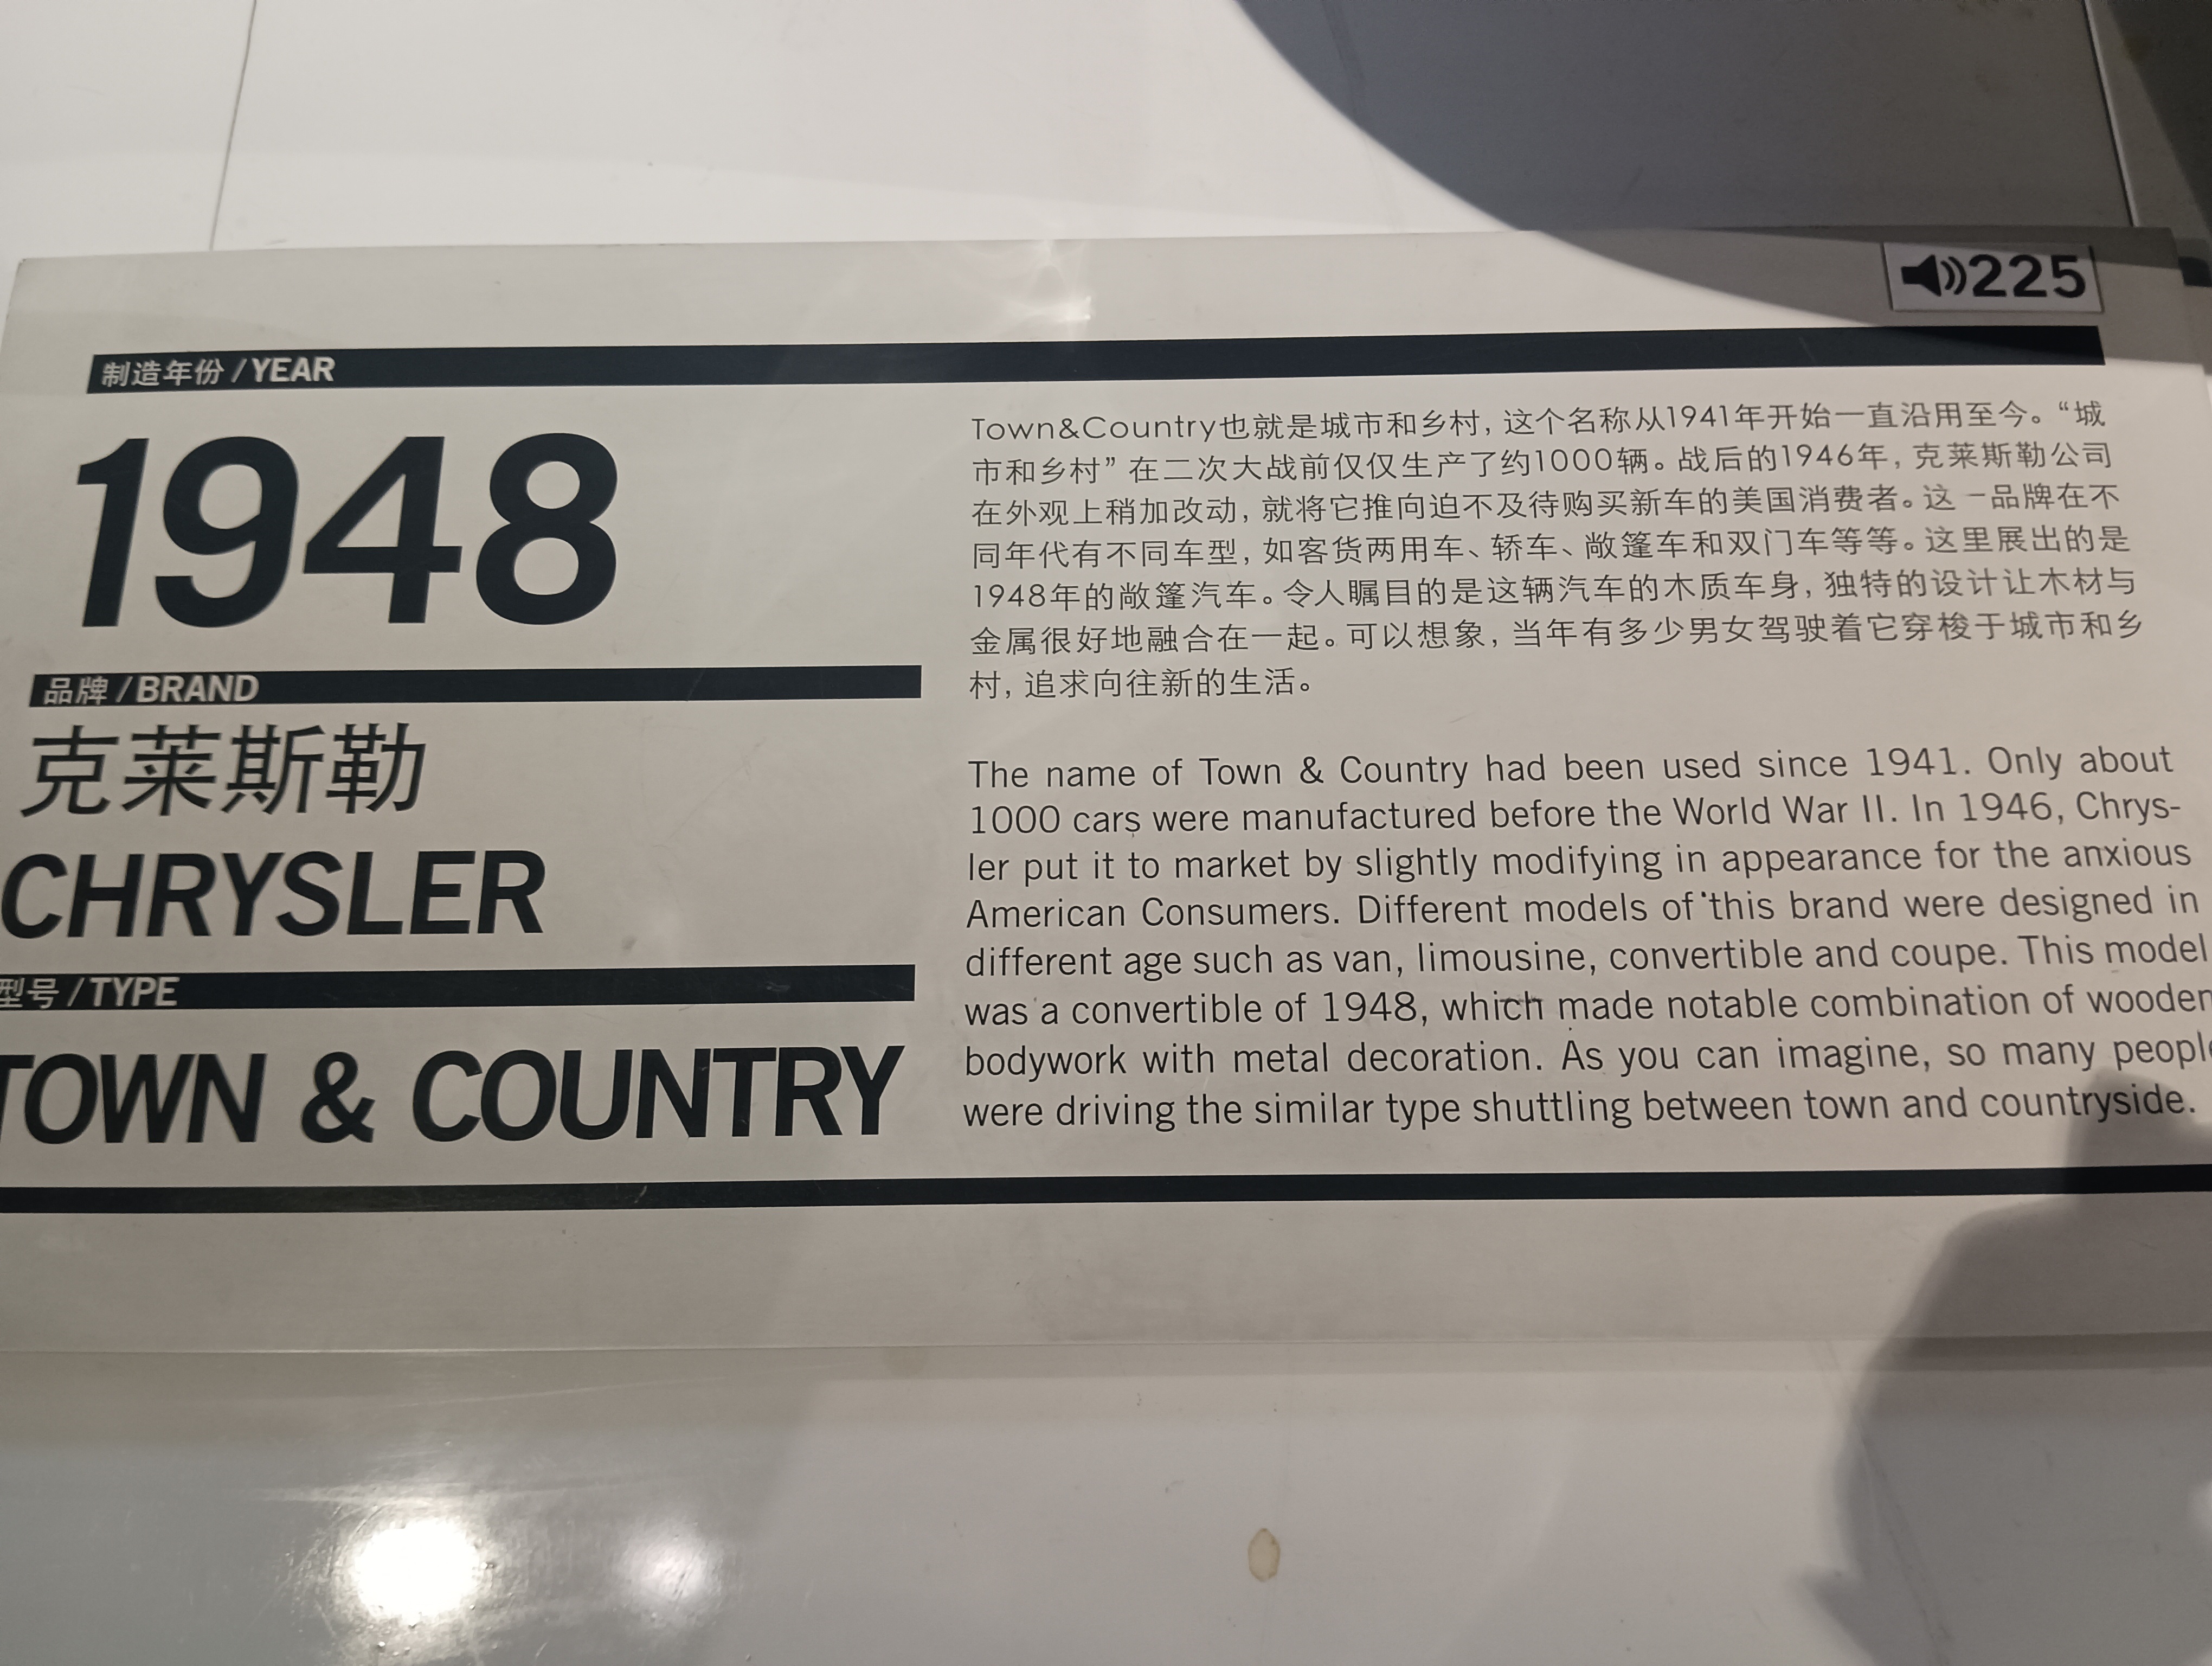 225
制造年份 / YEAR
1948
品牌 / BRAND
克莱斯勒
CHRYSLER
型号 / TYPE
TOWN & COUNTRY
Town&Country也就是城市和乡村，这个名称从1941年开始一直沿用至今。“城
市和乡村”在二次大战前仅仅生产了约1000辆。战后的1946年，克莱斯勒公司
在外观上稍加改动，就将它推向迫不及待购买新车的美国消费者。这一品牌在不
同年代有不同车型，如客货两用车、轿车、敞篷车和双门车等等。这里展出的是
1948年的敞篷汽车。令人瞩目的是这辆汽车的木质车身，独特的设计让木材与
金属很好地融合在一起。可以想象，当年有多少男女驾驶着它穿梭于城市和乡
村，追求向往新的生活。
The name of Town & Country had been used since 1941. Only about
1000 cars were manufactured before the World War II. In 1946, Chrys-
ler put it to market by slightly modifying in appearance for the anxious
American Consumers. Different models of this brand were designed in
different age such as van, limousine, convertible and coupe. This model
was a convertible of 1948, which made notable combination of wooden
bodywork with metal decoration. As you can imagine, so many people
were driving the similar type shuttling between town and countryside.